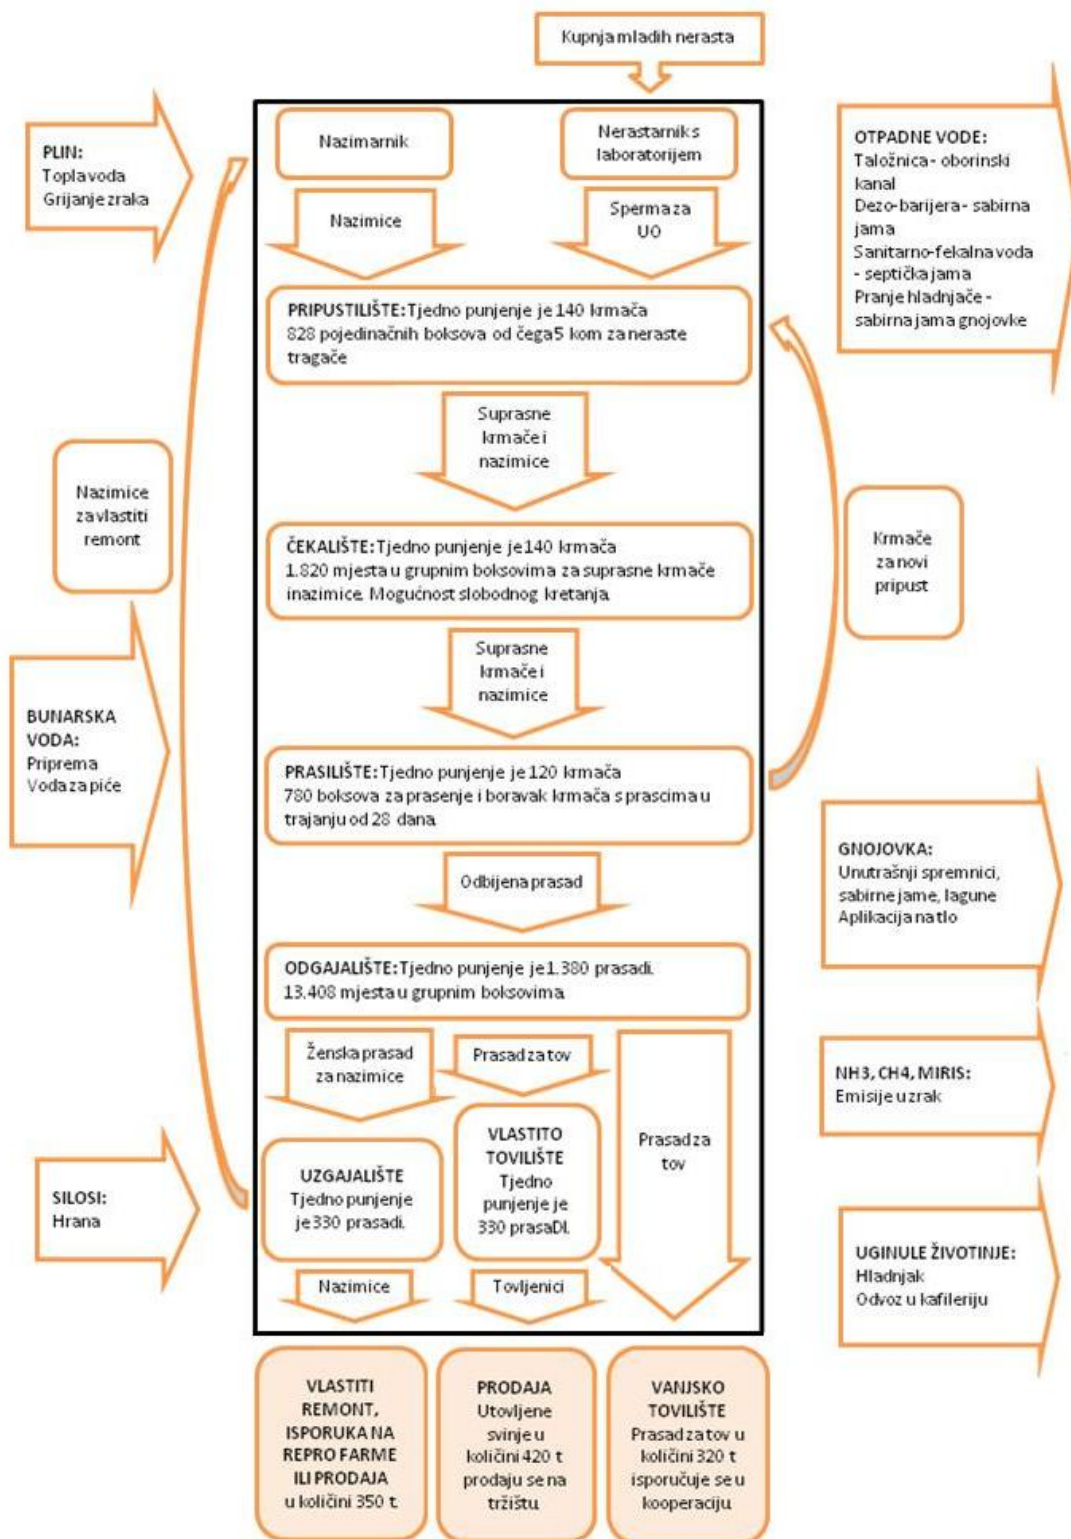 Kupnja mladih nerasta
Nazimarnik
Nerastarnik s
laboratorijem
PLIN:
Topla voda
Grijanje zraka
OTPADNE VODE:
Taložnica - oborinski
kanal
Dezo-barijera - sabirna
jama
Sanitarno-fekalna voda
- septička jama
Pranje hladnjače -
sabirna jama gnojovke
Nazimice
Sperma za
UO
PRIPUSTILIŠTE: Tjedno punjenje je 140 krmača
828 pojedinačnih boksova od čega 5 kom za neraste
tragače
Suprasne
krmače i
nazimice
Nazimice
za vlastiti
remont
Krmače
za novi
pripust
ČEKALIŠTE: Tjedno punjenje je 140 krmača
1.820 mjesta u grupnim boksovima za suprasne krmače
i nazimice. Mogućnost slobodnog kretanja.
Suprasne
krmače i
nazimice
BUNARSKA
VODA:
Priprema
Voda za piće
PRASILIŠTE: Tjedno punjenje je 120 krmača
780 boksova za prasenje i boravak krmača s prascima u
trajanju od 28 dana.
GNOJOVKA:
Unutrašnji spremnici,
sabirne jame, lagune
Aplikacija na tlo
Odbijena prasad
ODGAJALIŠTE: Tjedno punjenje je 1.380 prasadi.
13.408 mjesta u grupnim boksovima.
Ženska prasad
za nazimice
Prasad za tov
Prasad za
tov
NH3, CH4, MIRIS:
Emisije u zrak
SILOSI:
Hrana
UZGAJALIŠTE
Tjedno punjenje
je 330 prasadi.
VLASTITO
TOVILIŠTE
Tjedno
punjenje je
330 prasaDI.
UGINULE ŽIVOTINJE:
Hladnjak
Odvoz u kafileriju
Nazimice
Tovljenici
VLASTITI
REMONT,
ISPORUKA NA
REPRO FARME
ILI PRODAJA
u količini 350 t.
PRODAJA
Utovljene
svinje u
količini 420 t
prodaju se na
tržištu.
VANJSKO
TOVILIŠTE
Prasad za tov u
količini 320 t
isporučuje se u
kooperaciju.